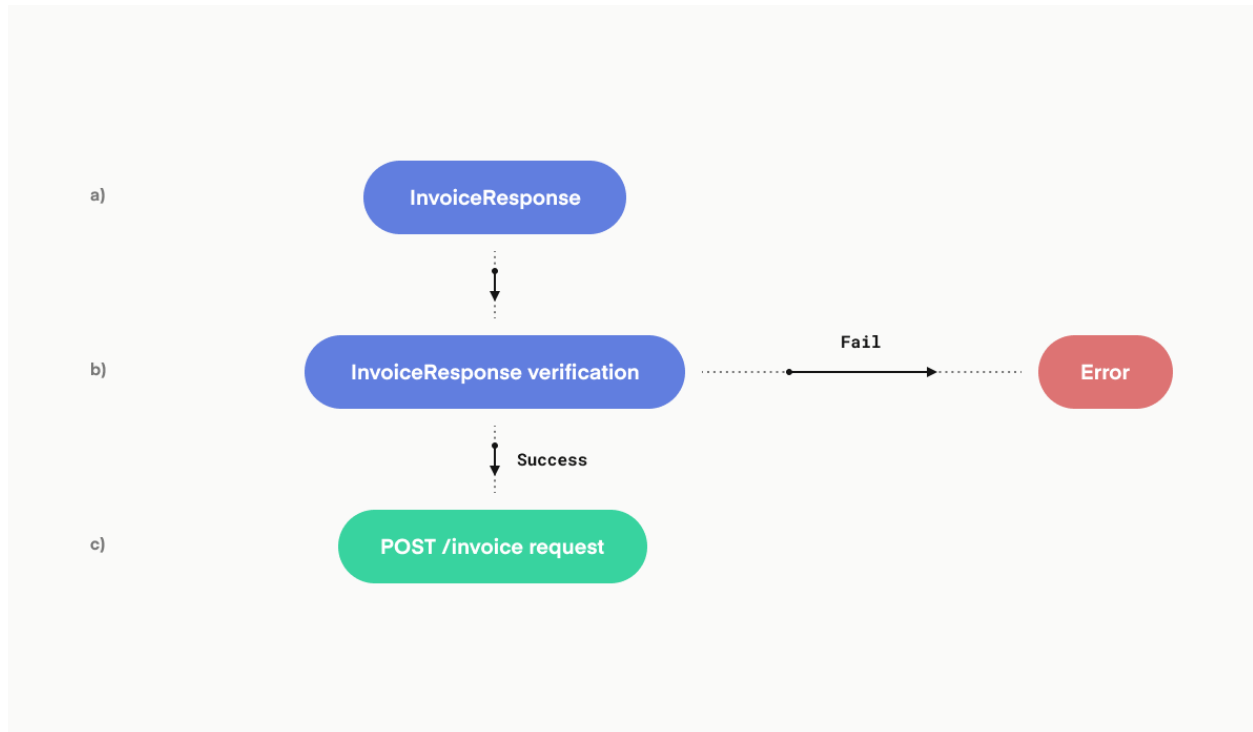 a)
InvoiceResponse
b)
InvoiceResponse verification
Fail
Error
Success
c)
POST /invoice request